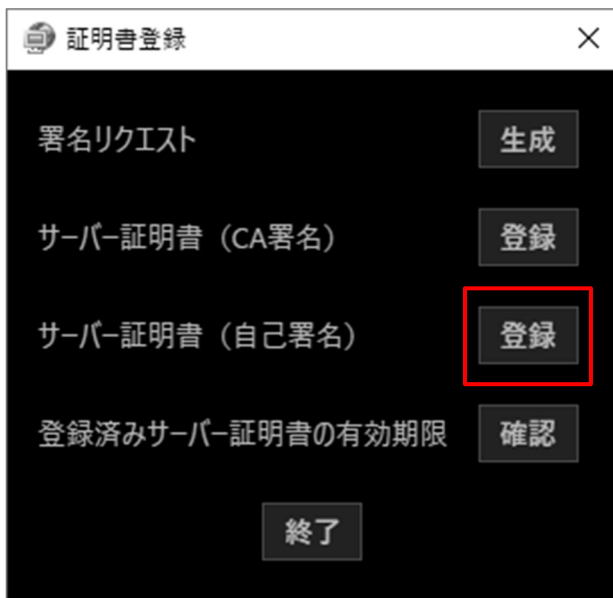 証明書登録
署名リクエスト 生成
サーバー証明書（CA署名） 登録
サーバー証明書（自己署名） 登録
登録済みサーバー証明書の有効期限 確認
終了